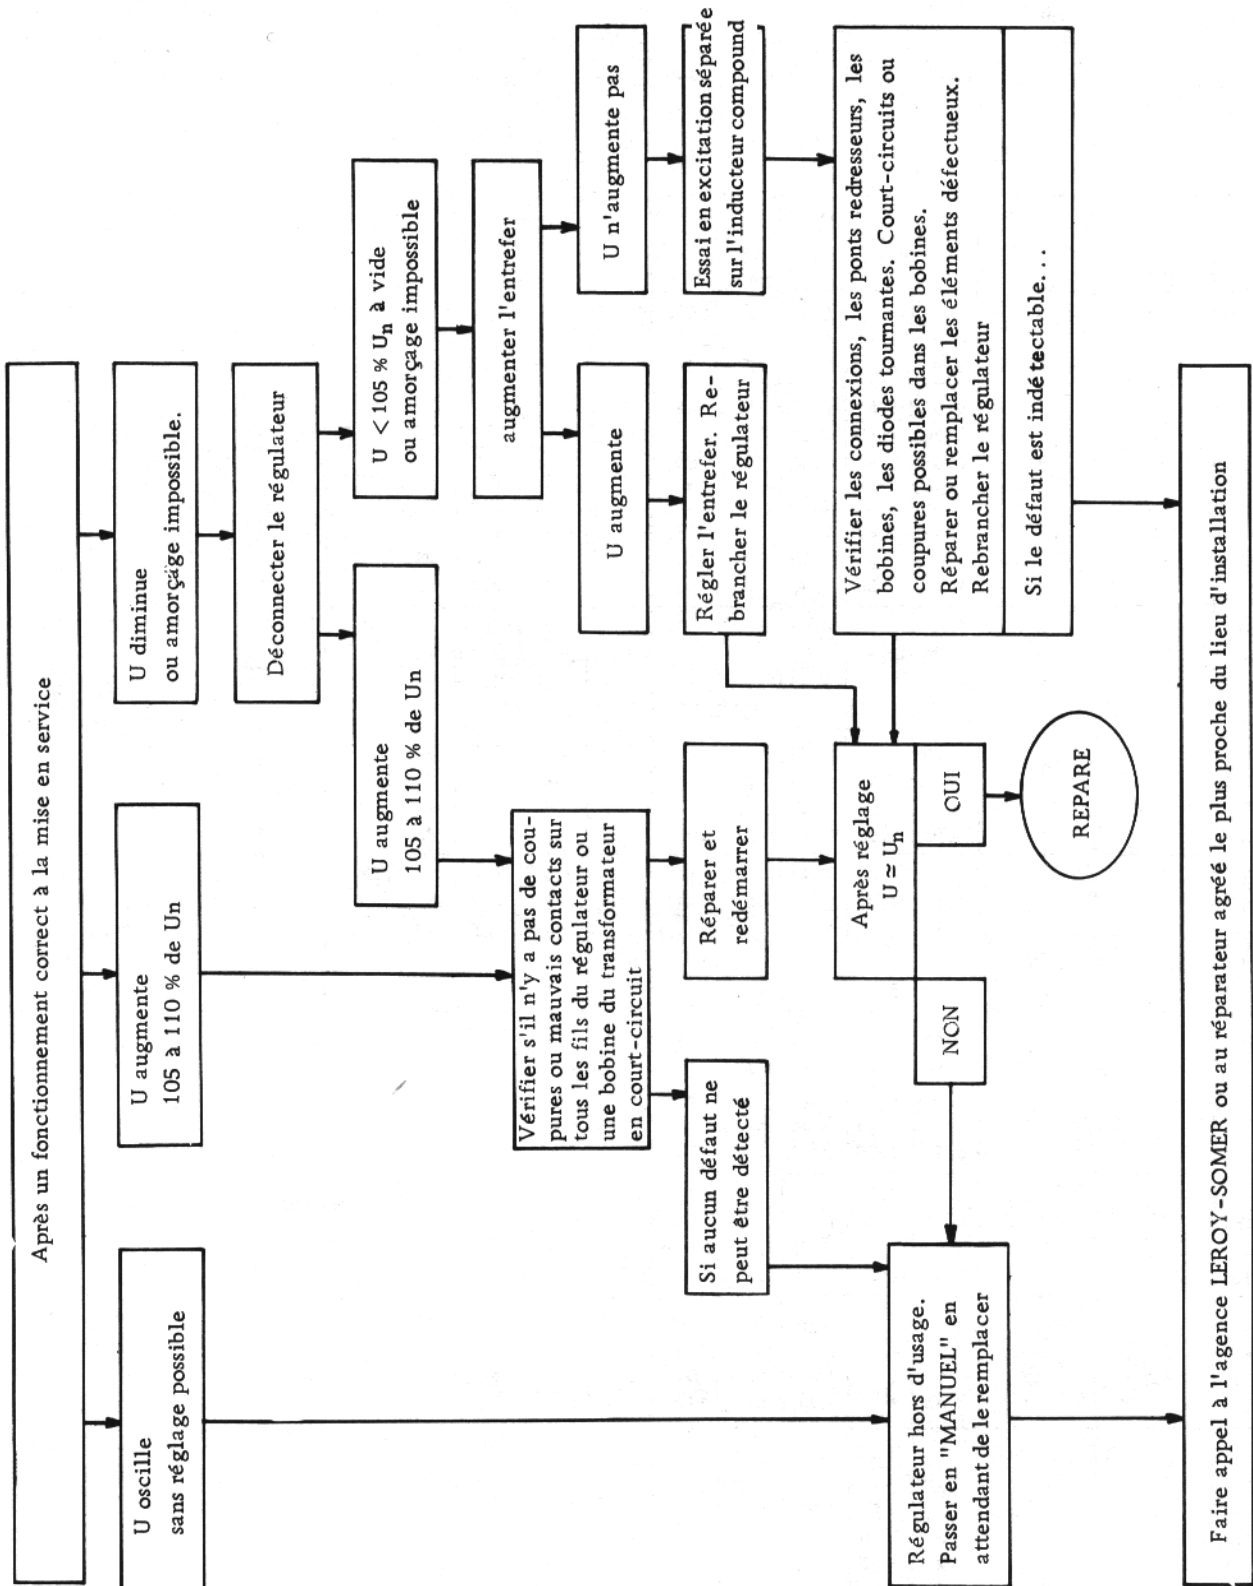 Après un fonctionnement correct à la mise en service
U oscille
sans réglage possible
U augmente
105 à 110 % de Un
U diminue
ou amorçage impossible.
Déconnecter le régulateur
U augmente
105 à 110 % de Un
U < 105 % Un à vide
ou amorçage impossible
augmenter l'entrefer
Vérifier s'il n'y a pas de cou-
pures ou mauvais contacts sur
tous les fils du régulateur ou
une bobine du transformateur
en court-circuit
U augmente
U n'augmente pas
Si aucun défaut ne
peut être détecté
Réparer et
redémarrer
Régler l'entrefer. Re-
brancher le régulateur
Essai en excitation séparée
sur l'inducteur compound
Régulateur hors d'usage.
Passer en "MANUEL" en
attendant de le remplacer
Après réglage
U ≃ Un
NON
OUI
REPARE
Vérifier les connexions, les ponts redresseurs, les
bobines, les diodes tournantes. Court-circuits ou
coupures possibles dans les bobines.
Réparer ou remplacer les éléments défectueux.
Rebrancher le régulateur
Si le défaut est indétectable...
Faire appel à l'agence LEROY-SOMER ou au réparateur agréé le plus proche du lieu d'installation